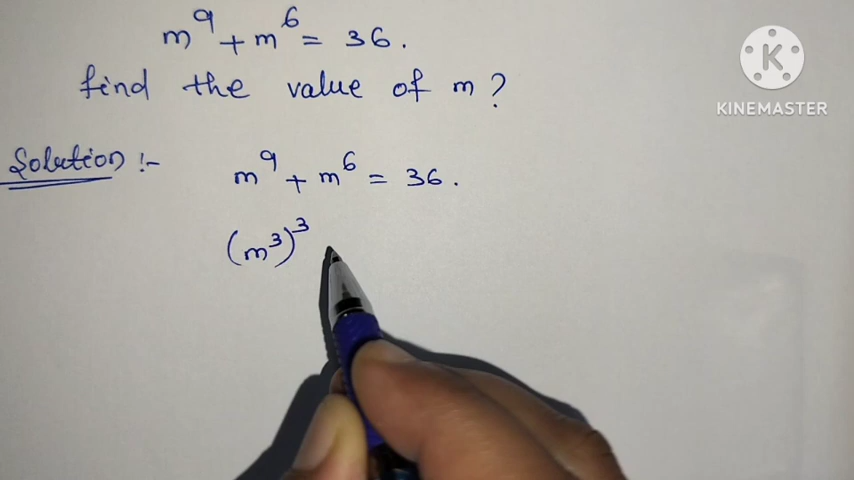 m⁹ + m⁶ = 36.
find the value of m?
Solution :-
m⁹ + m⁶ = 36.
(m³)³
K
KINEMASTER